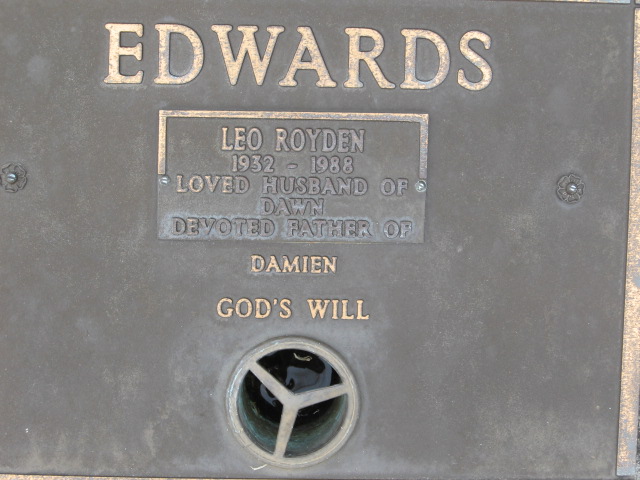 EDWARDS
LEO ROYDEN
1932 - 1988
LOVED HUSBAND OF
DAWN
DEVOTED FATHER OF
DAMIEN
GOD'S WILL